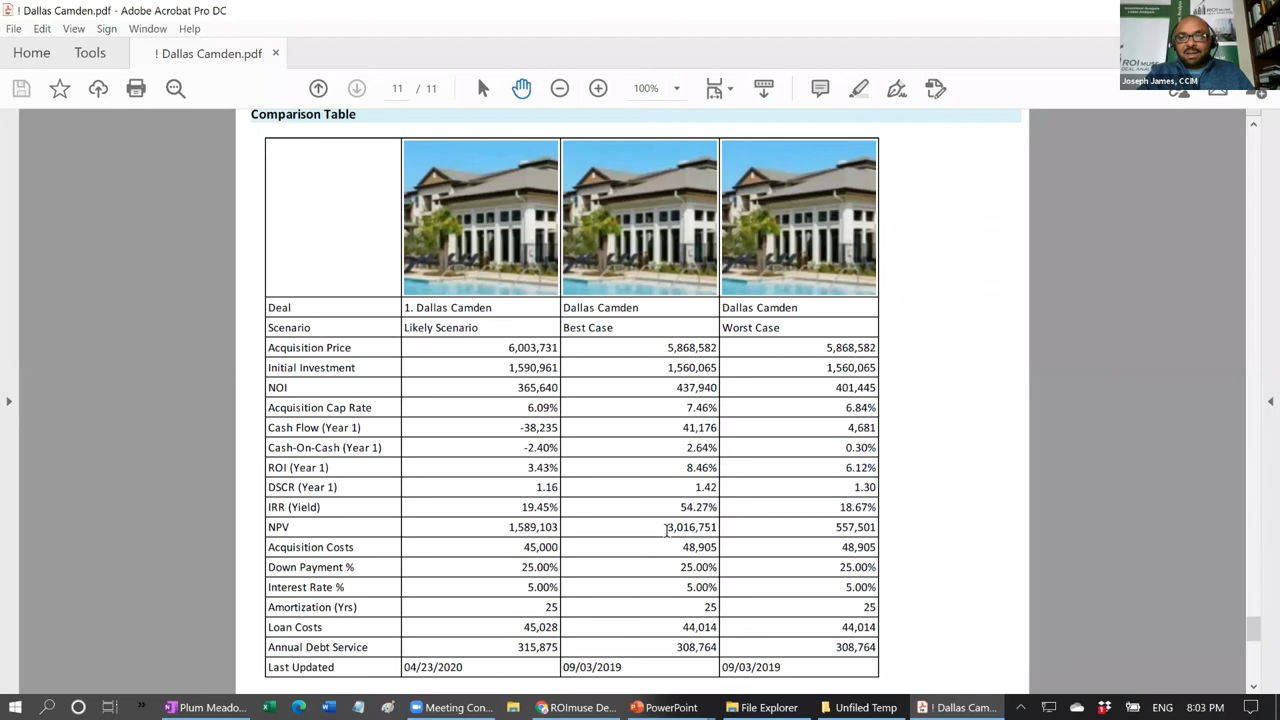 ! Dallas Camden.pdf - Adobe Acrobat Pro DC
File Edit View Sign Window Help
Home Tools ! Dallas Camden.pdf ×
11 / 11 100%
ROI MUSE
Joseph James, CCIM
Comparison Table
Deal 1. Dallas Camden Dallas Camden Dallas Camden
Scenario Likely Scenario Best Case Worst Case
Acquisition Price 6,003,731 5,868,582 5,868,582
Initial Investment 1,590,961 1,560,065 1,560,065
NOI 365,640 437,940 401,445
Acquisition Cap Rate 6.09% 7.46% 6.84%
Cash Flow (Year 1) -38,235 41,176 4,681
Cash-On-Cash (Year 1) -2.40% 2.64% 0.30%
ROI (Year 1) 3.43% 8.46% 6.12%
DSCR (Year 1) 1.16 1.42 1.30
IRR (Yield) 19.45% 54.27% 18.67%
NPV 1,589,103 3,016,751 557,501
Acquisition Costs 45,000 48,905 48,905
Down Payment % 25.00% 25.00% 25.00%
Interest Rate % 5.00% 5.00% 5.00%
Amortization (Yrs) 25 25 25
Loan Costs 45,028 44,014 44,014
Annual Debt Service 315,875 308,764 308,764
Last Updated 04/23/2020 09/03/2019 09/03/2019
Plum Meado... Meeting Con... ROImuse De... PowerPoint File Explorer Unfiled Temp ! Dallas Cam... ENG 8:03 PM